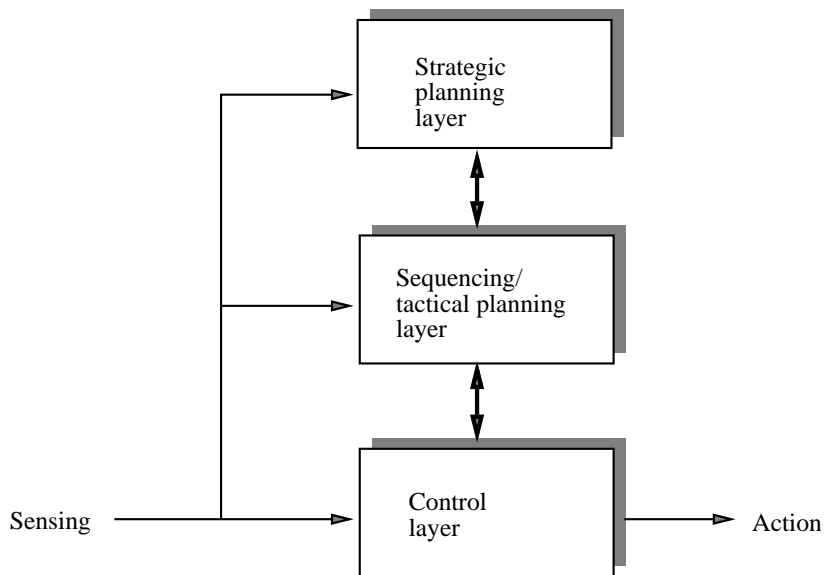 Strategic
planning
layer
Sequencing/
tactical planning
layer
Sensing
Control
layer
Action